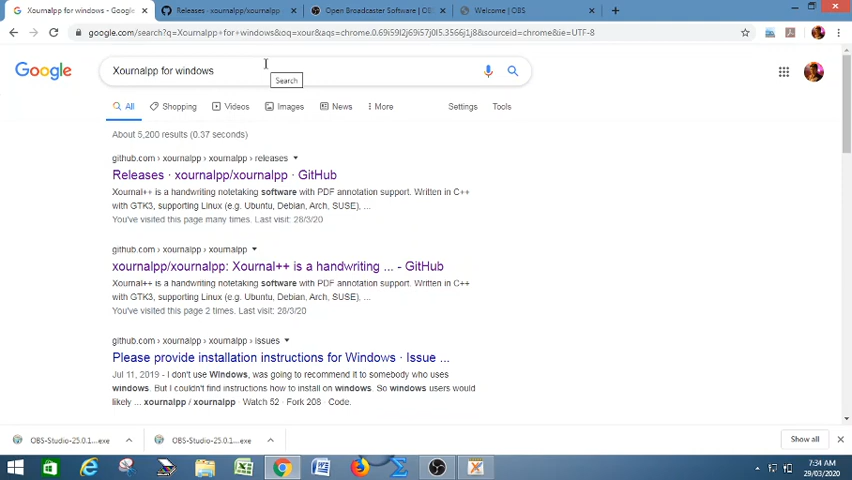 Xournalpp for windows - Google
Releases · xournalpp/xournalpp
Open Broadcaster Software | OB
Welcome | OBS
google.com/search?q=Xournalpp+for+windows&oq=xour&aqs=chrome.0.69i59j0l2j69i57j0l5.3566j1j8&sourceid=chrome&ie=UTF-8
Google
Xournalpp for windows
Search
All
Shopping
Videos
Images
News
More
Settings
Tools
About 5,200 results (0.37 seconds)
github.com › xournalpp › xournalpp › releases
Releases · xournalpp/xournalpp · GitHub
Xournal++ is a handwriting notetaking software with PDF annotation support. Written in C++
with GTK3, supporting Linux (e.g. Ubuntu, Debian, Arch, SUSE), ...
You've visited this page many times. Last visit: 28/3/20
github.com › xournalpp › xournalpp
xournalpp/xournalpp: Xournal++ is a handwriting ... - GitHub
Xournal++ is a handwriting notetaking software with PDF annotation support. Written in C++
with GTK3, supporting Linux (e.g. Ubuntu, Debian, Arch, SUSE), ...
You've visited this page 2 times. Last visit: 28/3/20
github.com › xournalpp › xournalpp › issues
Please provide installation instructions for Windows · Issue ...
Jul 11, 2019 - I don't use Windows, was going to recommend it to somebody who uses
windows. But I couldn't find instructions how to install on windows. So windows users would
likely ... xournalpp / xournalpp · Watch 52 · Fork 208 · Code.
OBS-Studio-25.0.1....exe
OBS-Studio-25.0.1....exe
Show all
7:34 AM
29/03/2020